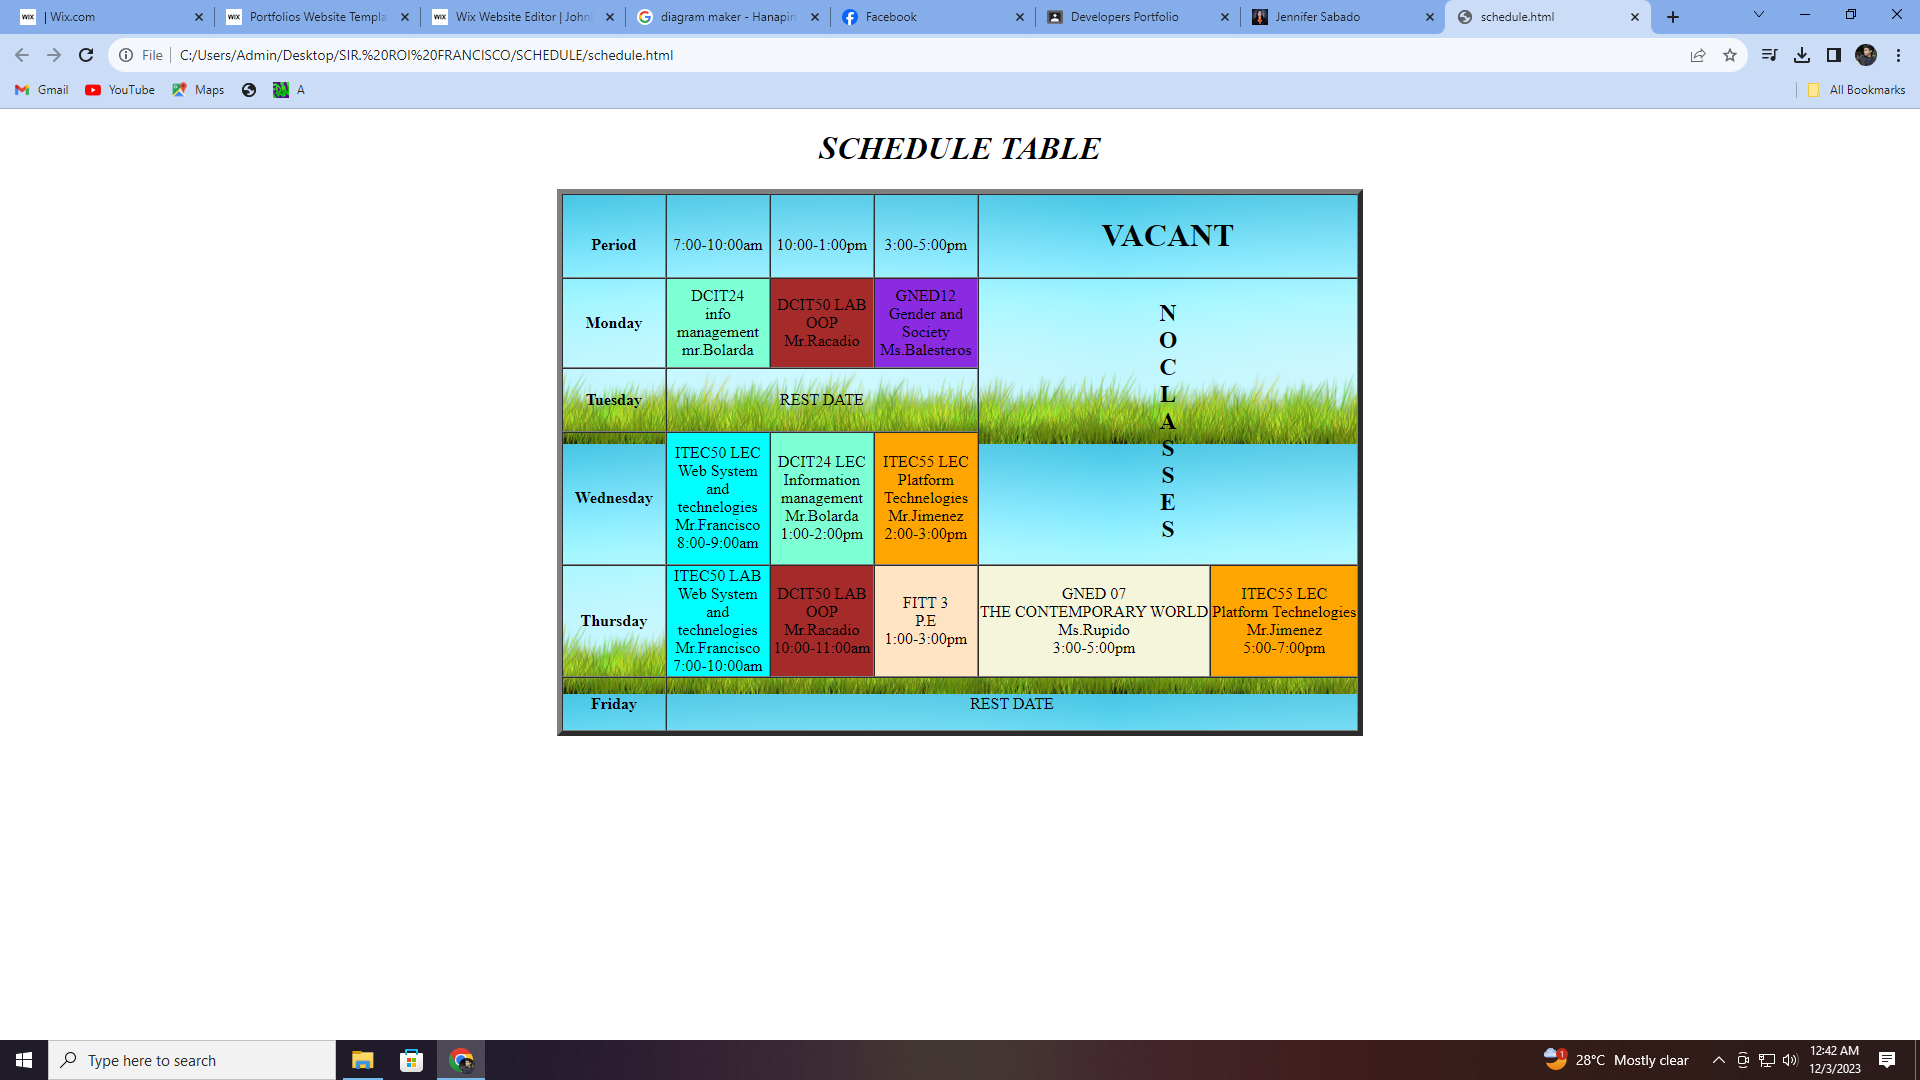 | Wix.com
Portfolios Website Templa
Wix Website Editor | John
diagram maker - Hanapin
Facebook
Developers Portfolio
Jennifer Sabado
schedule.html
File
C:/Users/Admin/Desktop/SIR.%20ROI%20FRANCISCO/SCHEDULE/schedule.html
Gmail
YouTube
Maps
A
All Bookmarks
SCHEDULE TABLE
Period
7:00-10:00am
10:00-1:00pm
3:00-5:00pm
VACANT
Monday
DCIT24
info
management
mr.Bolarda
DCIT50 LAB
OOP
Mr.Racadio
GNED12
Gender and
Society
Ms.Balesteros
N
O
C
L
A
S
S
E
S
Tuesday
REST DATE
Wednesday
ITEC50 LEC
Web System
and
technelogies
Mr.Francisco
8:00-9:00am
DCIT24 LEC
Information
management
Mr.Bolarda
1:00-2:00pm
ITEC55 LEC
Platform
Technelogies
Mr.Jimenez
2:00-3:00pm
Thursday
ITEC50 LAB
Web System
and
technelogies
Mr.Francisco
7:00-10:00am
DCIT50 LAB
OOP
Mr.Racadio
10:00-11:00am
FITT 3
P.E
1:00-3:00pm
GNED 07
THE CONTEMPORARY WORLD
Ms.Rupido
3:00-5:00pm
ITEC55 LEC
Platform Technelogies
Mr.Jimenez
5:00-7:00pm
Friday
REST DATE
Type here to search
1
28°C Mostly clear
12:42 AM
12/3/2023